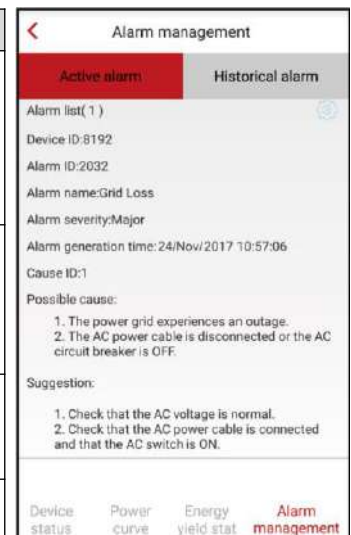 Alarm management
Active alarm
Historical alarm
Alarm list( 1 )
Device ID:8192
Alarm ID:2032
Alarm name:Grid Loss
Alarm severity:Major
Alarm generation time:24/Nov/2017 10:57:06
Cause ID:1
Possible cause:
1. The power grid experiences an outage.
2. The AC power cable is disconnected or the AC
circuit breaker is OFF.
Suggestion:
1. Check that the AC voltage is normal.
2. Check that the AC power cable is connected
and that the AC switch is ON.
Device
status
Power
curve
Energy
yield stat
Alarm
management